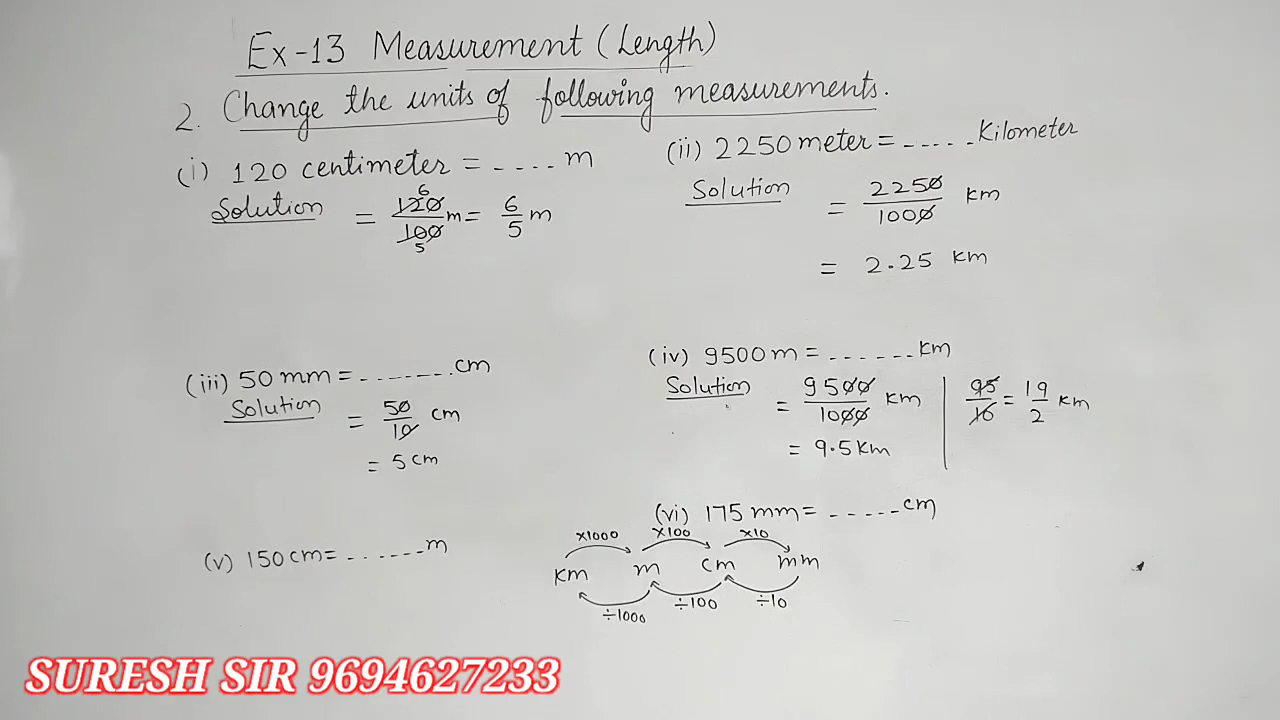 Ex-13 Measurement (Length)
2. Change the units of following measurements.
(i) 120 centimeter = ---- m
Solution = 120/100 m = 6/5 m
6
5
(ii) 2250 meter = ----- Kilometer
Solution = 2250/1000 km
= 2.25 km
(iii) 50 mm = ------- cm
Solution = 50/10 cm
= 5 cm
(iv) 9500 m = ------ km
Solution = 9500/1000 km
= 9.5 km
95/10 = 19/2 km
(v) 150 cm = ------ m
(vi) 175 mm = ----- cm
×1000 ×100 ×10
km m cm mm
÷1000 ÷100 ÷10
SURESH SIR 9694627233